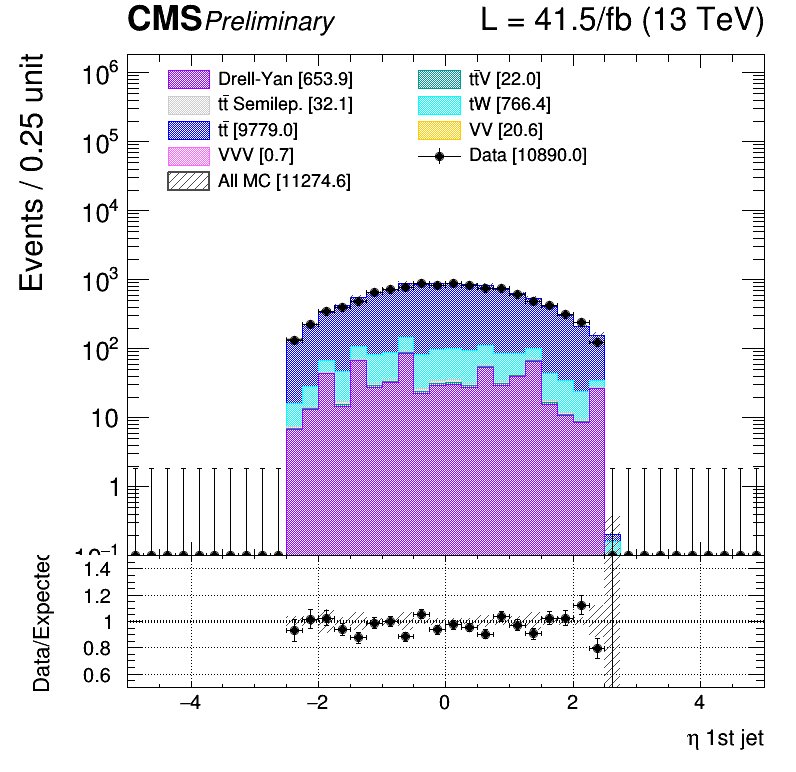 CMS Preliminary L = 41.5/fb (13 TeV)
Events / 0.25 unit
Drell-Yan [653.9]
tt̄ Semilep. [32.1]
tt̄ [9779.0]
VVV [0.7]
All MC [11274.6]
tt̄V [22.0]
tW [766.4]
VV [20.6]
Data [10890.0]
10⁶
10⁵
10⁴
10³
10²
10
1
10⁻¹
Data/Expected
1.4
1.2
1
0.8
0.6
−4 −2 0 2 4
η 1st jet